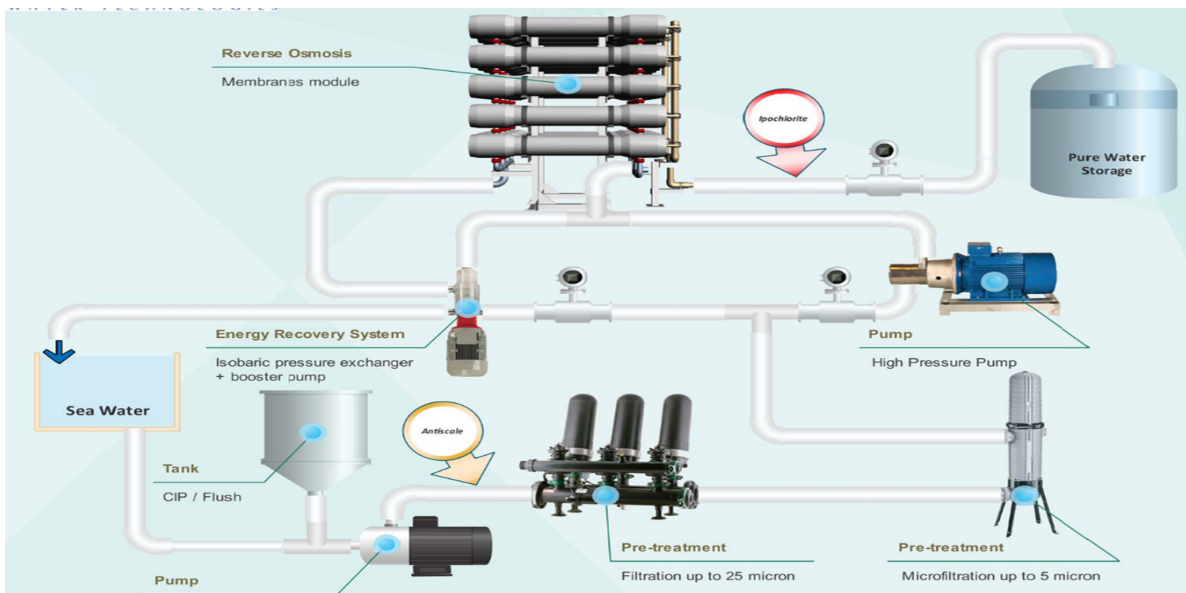 WATER TECHNOLOGIES
Reverse Osmosis
Membranes module
Ipochlorite
Pure Water
Storage
Energy Recovery System
Isobaric pressure exchanger
+ booster pump
Pump
High Pressure Pump
Sea Water
Antiscale
Tank
CIP / Flush
Pump
Pre-treatment
Filtration up to 25 micron
Pre-treatment
Microfiltration up to 5 micron